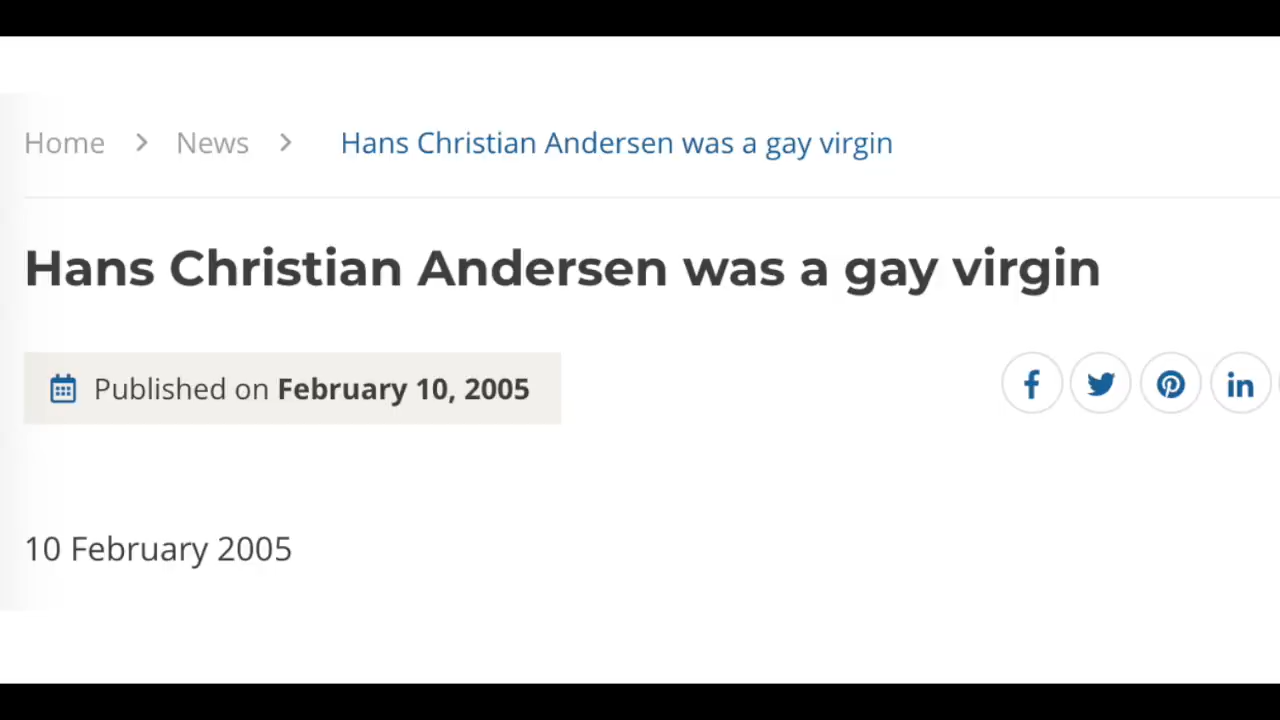 Home > News > Hans Christian Andersen was a gay virgin
Hans Christian Andersen was a gay virgin
Published on February 10, 2005
10 February 2005